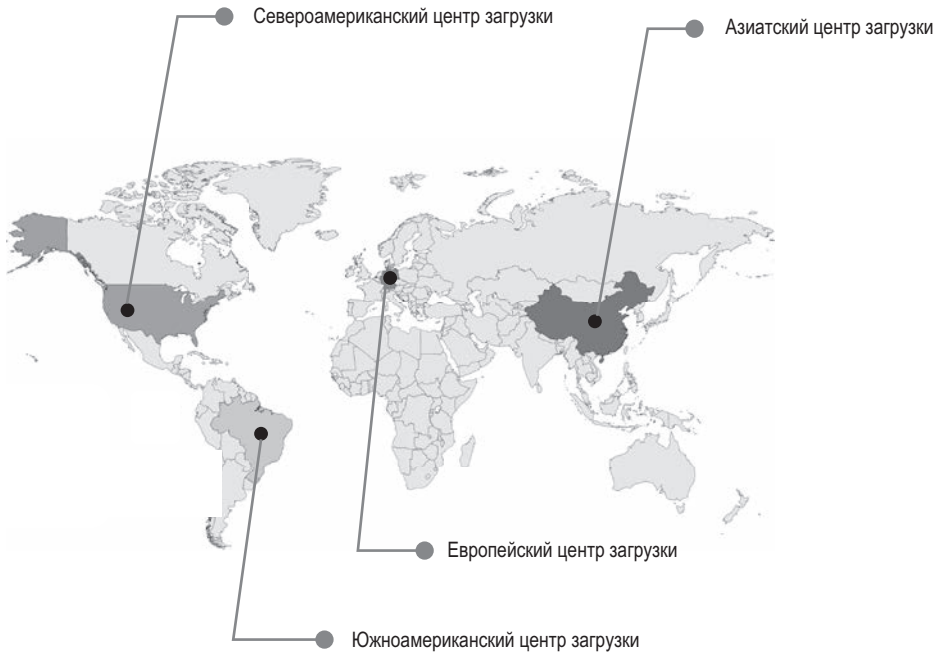 Североамериканский центр загрузки
Азиатский центр загрузки
Европейский центр загрузки
Южноамериканский центр загрузки